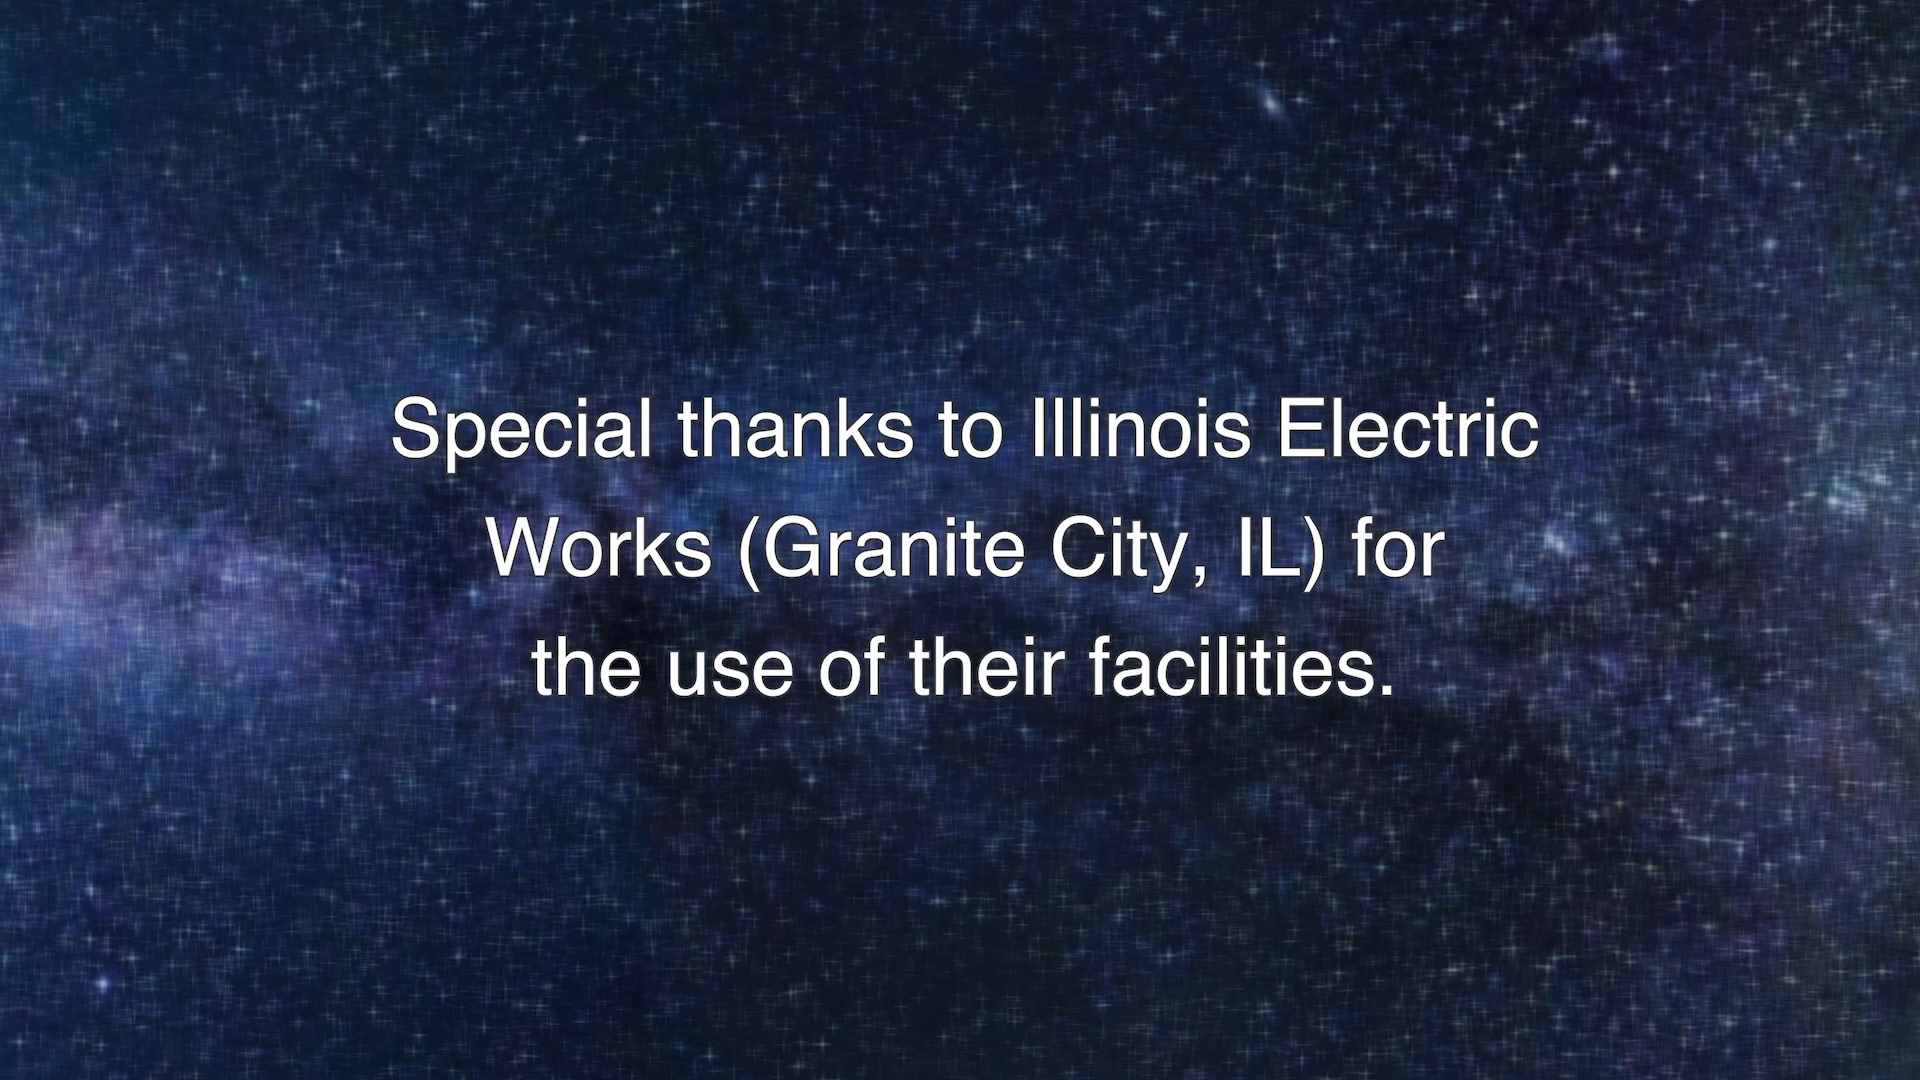 Special thanks to Illinois Electric
Works (Granite City, IL) for
the use of their facilities.